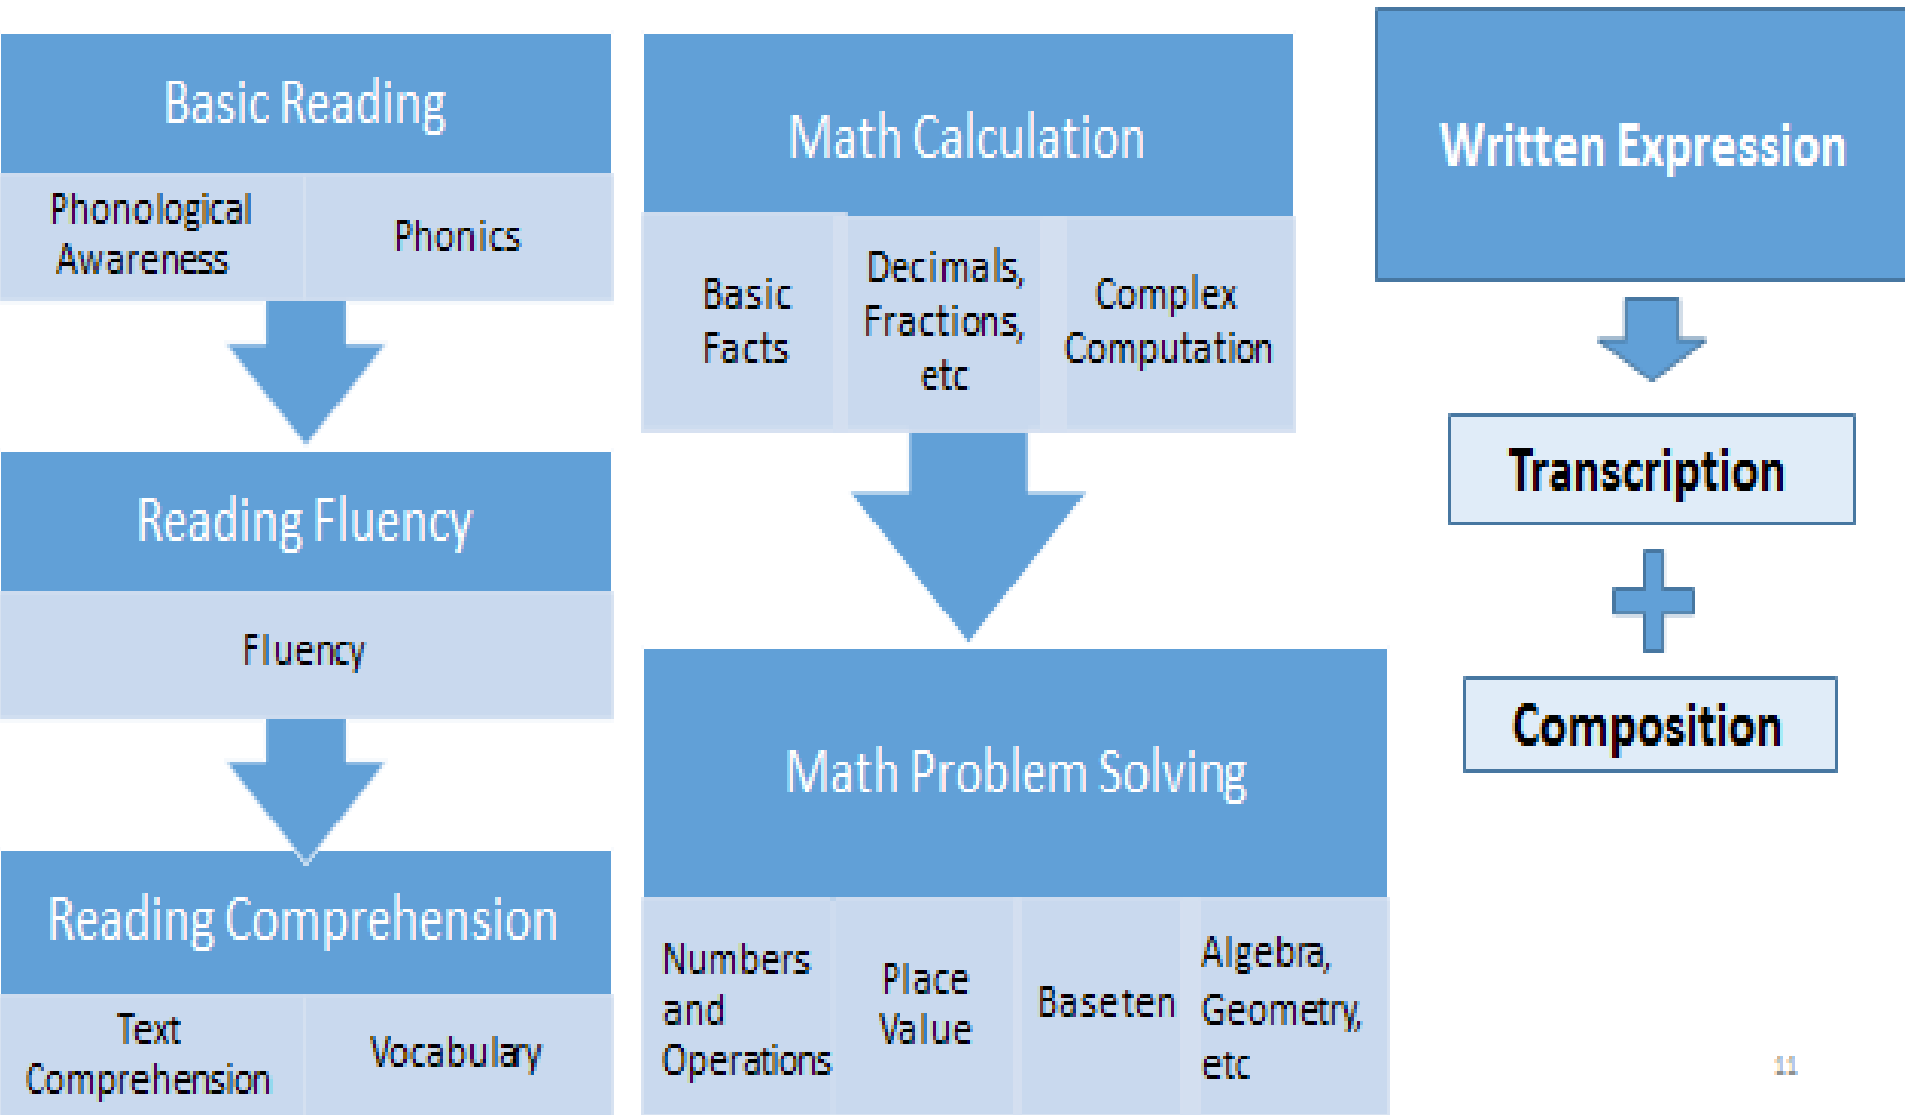 Basic Reading
Phonological
Awareness
Phonics
Reading Fluency
Fluency
Reading Comprehension
Text
Comprehension
Vocabulary
Math Calculation
Basic
Facts
Decimals,
Fractions,
etc
Complex
Computation
Math Problem Solving
Numbers
and
Operations
Place
Value
Base ten
Algebra,
Geometry,
etc
Written Expression
Transcription
Composition
11